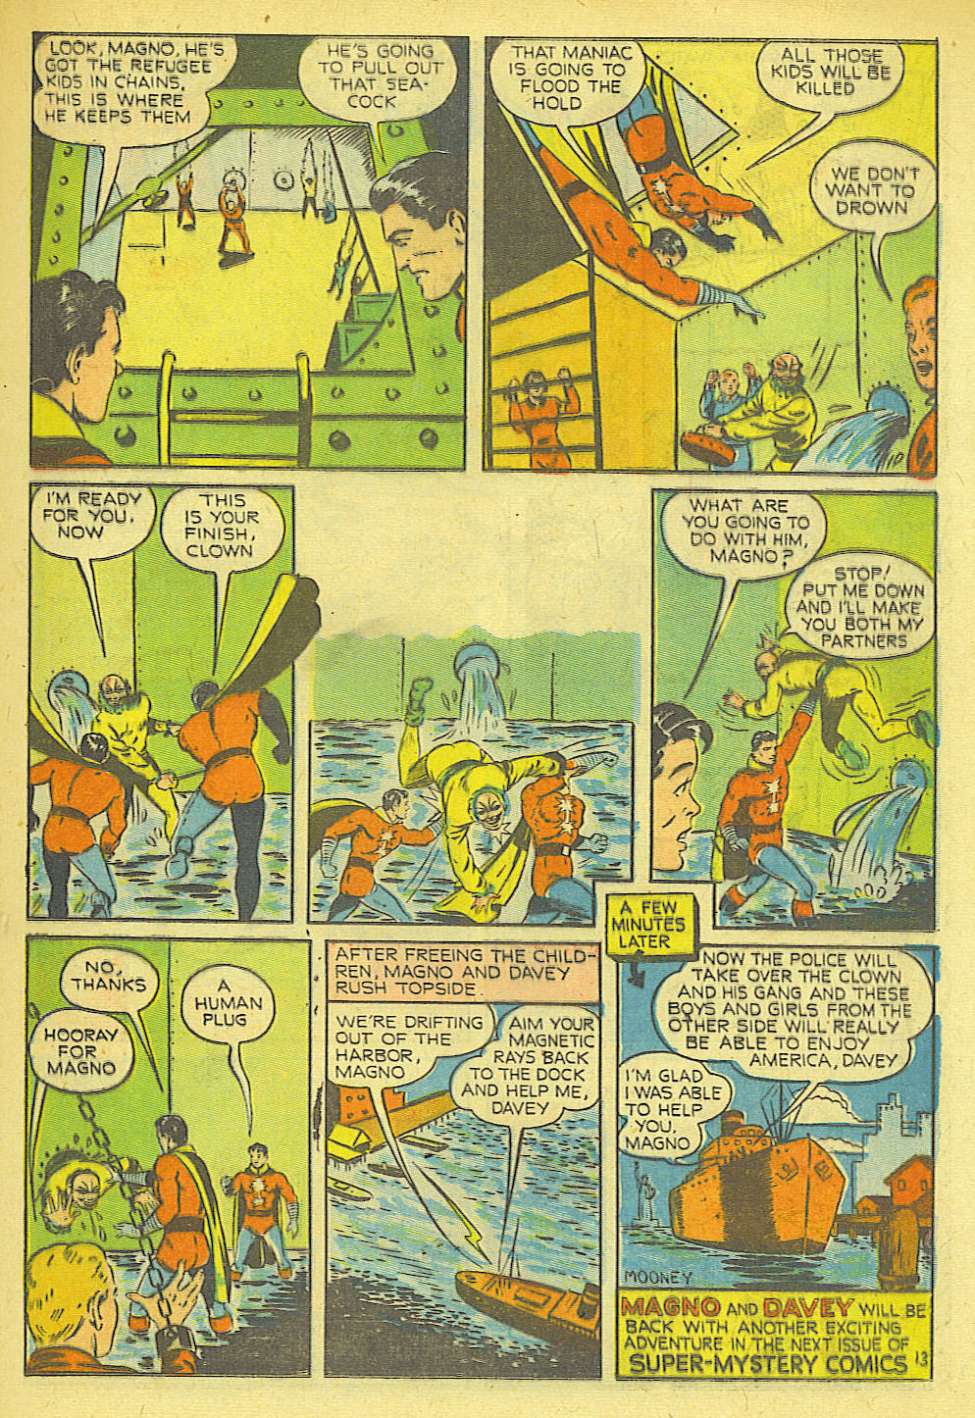 LOOK, MAGNO, HE'S
GOT THE REFUGEE
KIDS IN CHAINS,
THIS IS WHERE
HE KEEPS THEM
HE'S GOING
TO PULL OUT
THAT SEA-
COCK
THAT MANIAC
IS GOING TO
FLOOD THE
HOLD
ALL THOSE
KIDS WILL BE
KILLED
WE DON'T
WANT TO
DROWN
10
I'M READY
FOR YOU,
NOW
THIS
IS YOUR
FINISH,
CLOWN
WHAT ARE
YOU GOING TO
DO WITH HIM,
MAGNO?
STOP!
PUT ME DOWN
AND I'LL MAKE
YOU BOTH MY
PARTNERS
NO,
THANKS
HOORAY
FOR
MAGNO
A
HUMAN
PLUG
AFTER FREEING THE CHILD-
REN, MAGNO AND DAVEY
RUSH TOPSIDE.
WE'RE DRIFTING
OUT OF THE
HARBOR,
MAGNO
AIM YOUR
MAGNETIC
RAYS BACK
TO THE DOCK
AND HELP ME,
DAVEY
A FEW
MINUTES
LATER
NOW THE POLICE WILL
TAKE OVER THE CLOWN
AND HIS GANG AND THESE
BOYS AND GIRLS FROM THE
OTHER SIDE WILL REALLY
BE ABLE TO ENJOY
AMERICA, DAVEY
I'M GLAD
I WAS ABLE
TO HELP
YOU,
MAGNO
MOONEY
MAGNO AND DAVEY WILL BE
BACK WITH ANOTHER EXCITING
ADVENTURE IN THE NEXT ISSUE OF
SUPER-MYSTERY COMICS 13